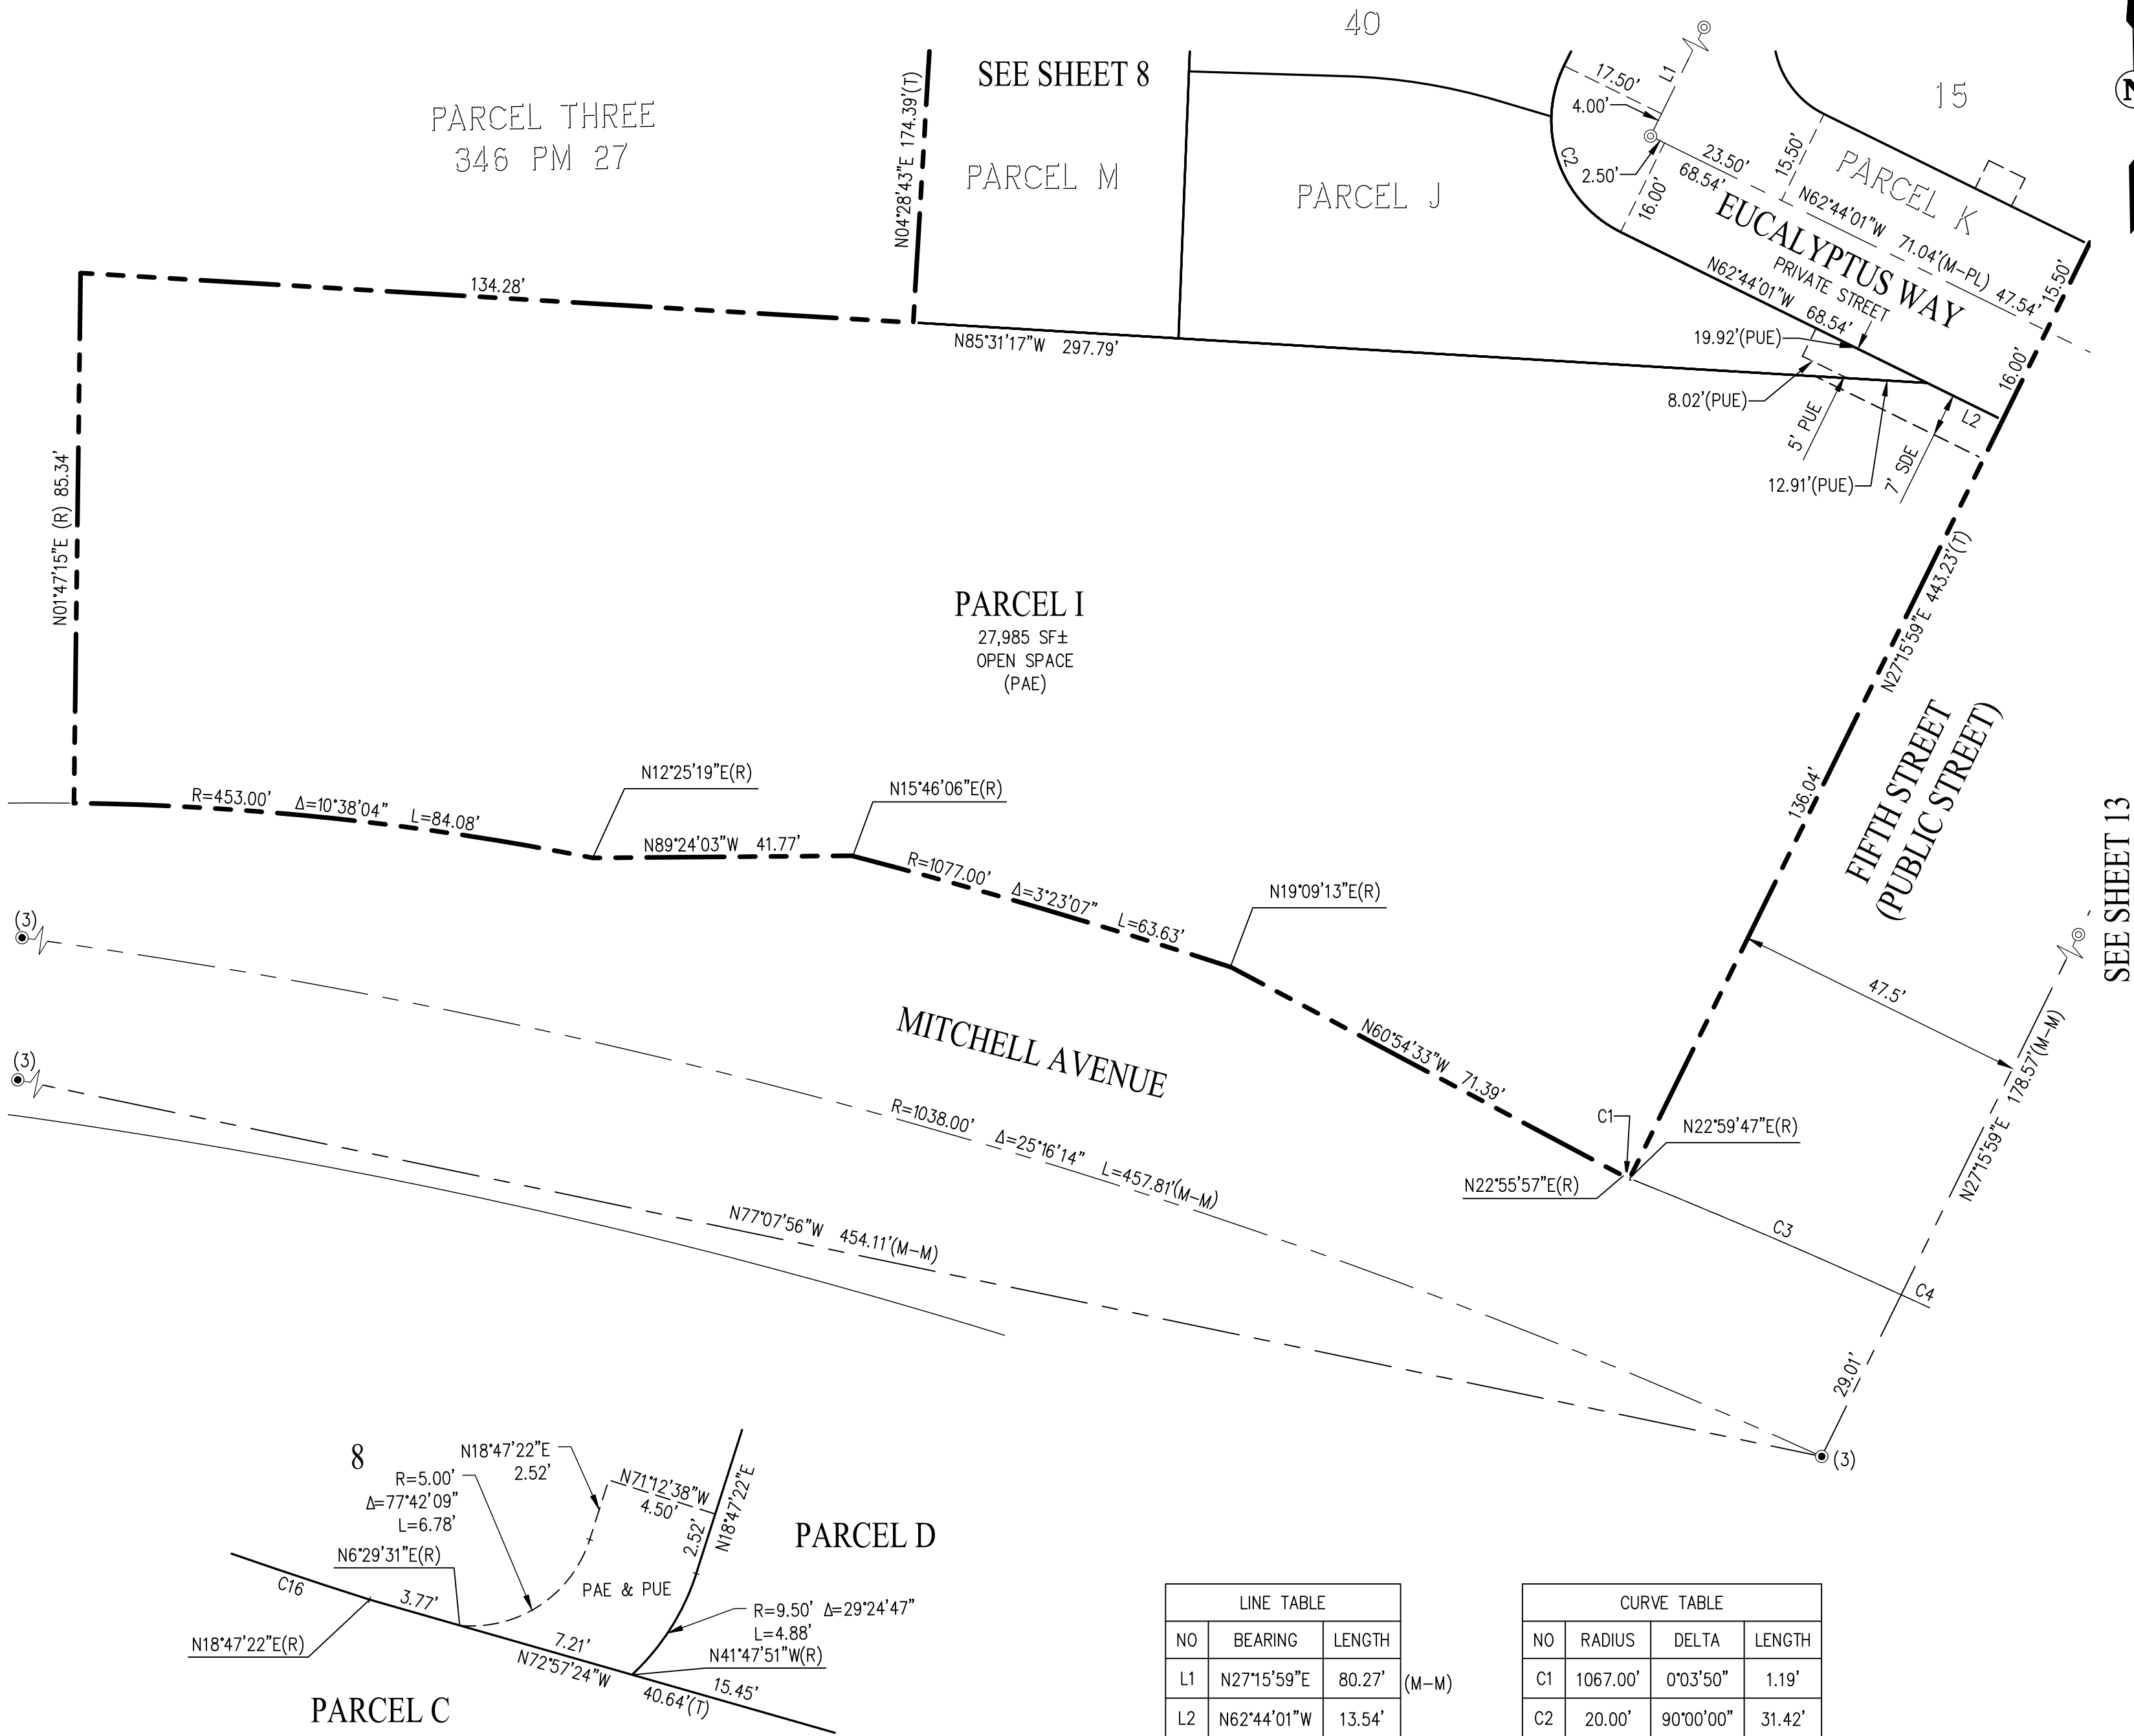 40
SEE SHEET 8
PARCEL THREE
346 PM 27
N04°28'43"E 174.39'(T)
PARCEL M
PARCEL J
17.50'
L1
4.00'
C2
2.50'
16.00'
23.50'
68.54'
15.50'
15
N
PARCEL K
N62°44'01"W 71.04'(M-PL)
47.54'
15.50'
EUCALYPTUS WAY
PRIVATE STREET
N62°44'01"W 68.54'
16.00'
19.92'(PUE)
8.02'(PUE)
5' PUE
12.91'(PUE)
7' SDE
L2
134.28'
N85°31'17"W 297.79'
N01°47'15"E (R) 85.34'
PARCEL I
27,985 SF±
OPEN SPACE
(PAE)
N27°15'59"E 443.23'(T)
136.04'
FIFTH STREET
(PUBLIC STREET)
SEE SHEET 13
R=453.00' Δ=10°38'04" L=84.08'
N12°25'19"E(R)
N89°24'03"W 41.77'
N15°46'06"E(R)
R=1077.00' Δ=3°23'07" L=63.63'
N19°09'13"E(R)
N60°54'33"W 71.39'
47.5'
N27°15'59"E 178.57'(M-M)
(3)
(3)
MITCHELL AVENUE
R=1038.00' Δ=25°16'14" L=457.81'(M-M)
N77°07'56"W 454.11'(M-M)
C1
N22°59'47"E(R)
N22°55'57"E(R)
C3
C4
29.01'
(3)
8
N18°47'22"E
2.52'
R=5.00'
Δ=77°42'09"
L=6.78'
N6°29'31"E(R)
N71°12'38"W
4.50'
2.52'
N18°47'22"E
PARCEL D
C16
3.77'
PAE & PUE
R=9.50' Δ=29°24'47"
L=4.88'
N41°47'51"W(R)
N18°47'22"E(R)
7.21'
N72°57'24"W
40.64'(T)
15.45'
PARCEL C
LINE TABLE
NO BEARING LENGTH
L1 N27°15'59"E 80.27' (M-M)
L2 N62°44'01"W 13.54'
CURVE TABLE
NO RADIUS DELTA LENGTH
C1 1067.00' 0°03'50" 1.19'
C2 20.00' 90°00'00" 31.42'